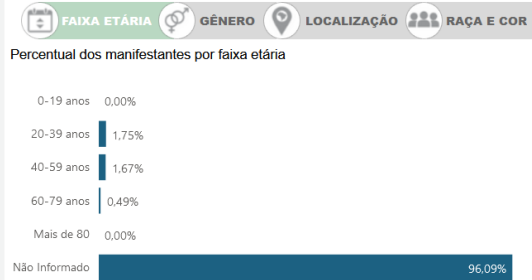 FAIXA ETÁRIA GÊNERO LOCALIZAÇÃO RAÇA E COR
Percentual dos manifestantes por faixa etária
0-19 anos 0,00%
20-39 anos 1,75%
40-59 anos 1,67%
60-79 anos 0,49%
Mais de 80 0,00%
Não Informado 96,09%